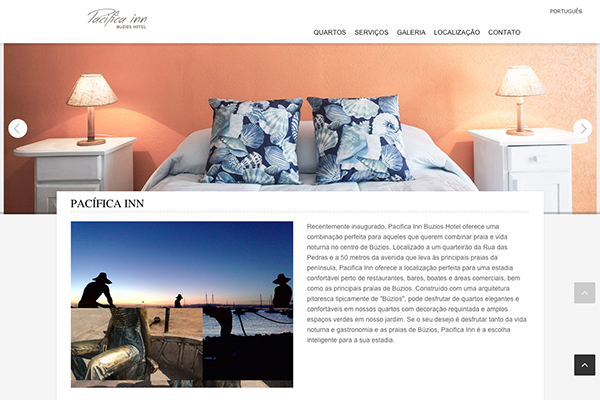 Pacifica inn
BUZIOS HOTEL
PORTUGUÊS
QUARTOS SERVIÇOS GALERIA LOCALIZAÇÃO CONTATO
PACÍFICA INN
Recentemente inaugurado, Pacifica Inn Buzios Hotel oferece uma
combinação perfeita para aqueles que querem combinar praia e vida
noturna no centro de Búzios. Localizado a um quarteirão da Rua das
Pedras e a 50 metros da avenida que leva às principais praias da
península, Pacifica Inn oferece a localização perfeita para uma estadia
confortável perto de restaurantes, bares, boates e áreas comerciais, bem
como as principais praias de Búzios. Construído com uma arquitetura
pitoresca tipicamente de "Búzios", pode desfrutar de quartos elegantes e
confortáveis em nossos quartos com decoração requintada e amplos
espaços verdes em nosso jardim. Se o seu desejo é desfrutar tanto da vida
noturna e gastronomia e as praias de Búzios, Pacifica Inn é a escolha
inteligente para a sua estadia.